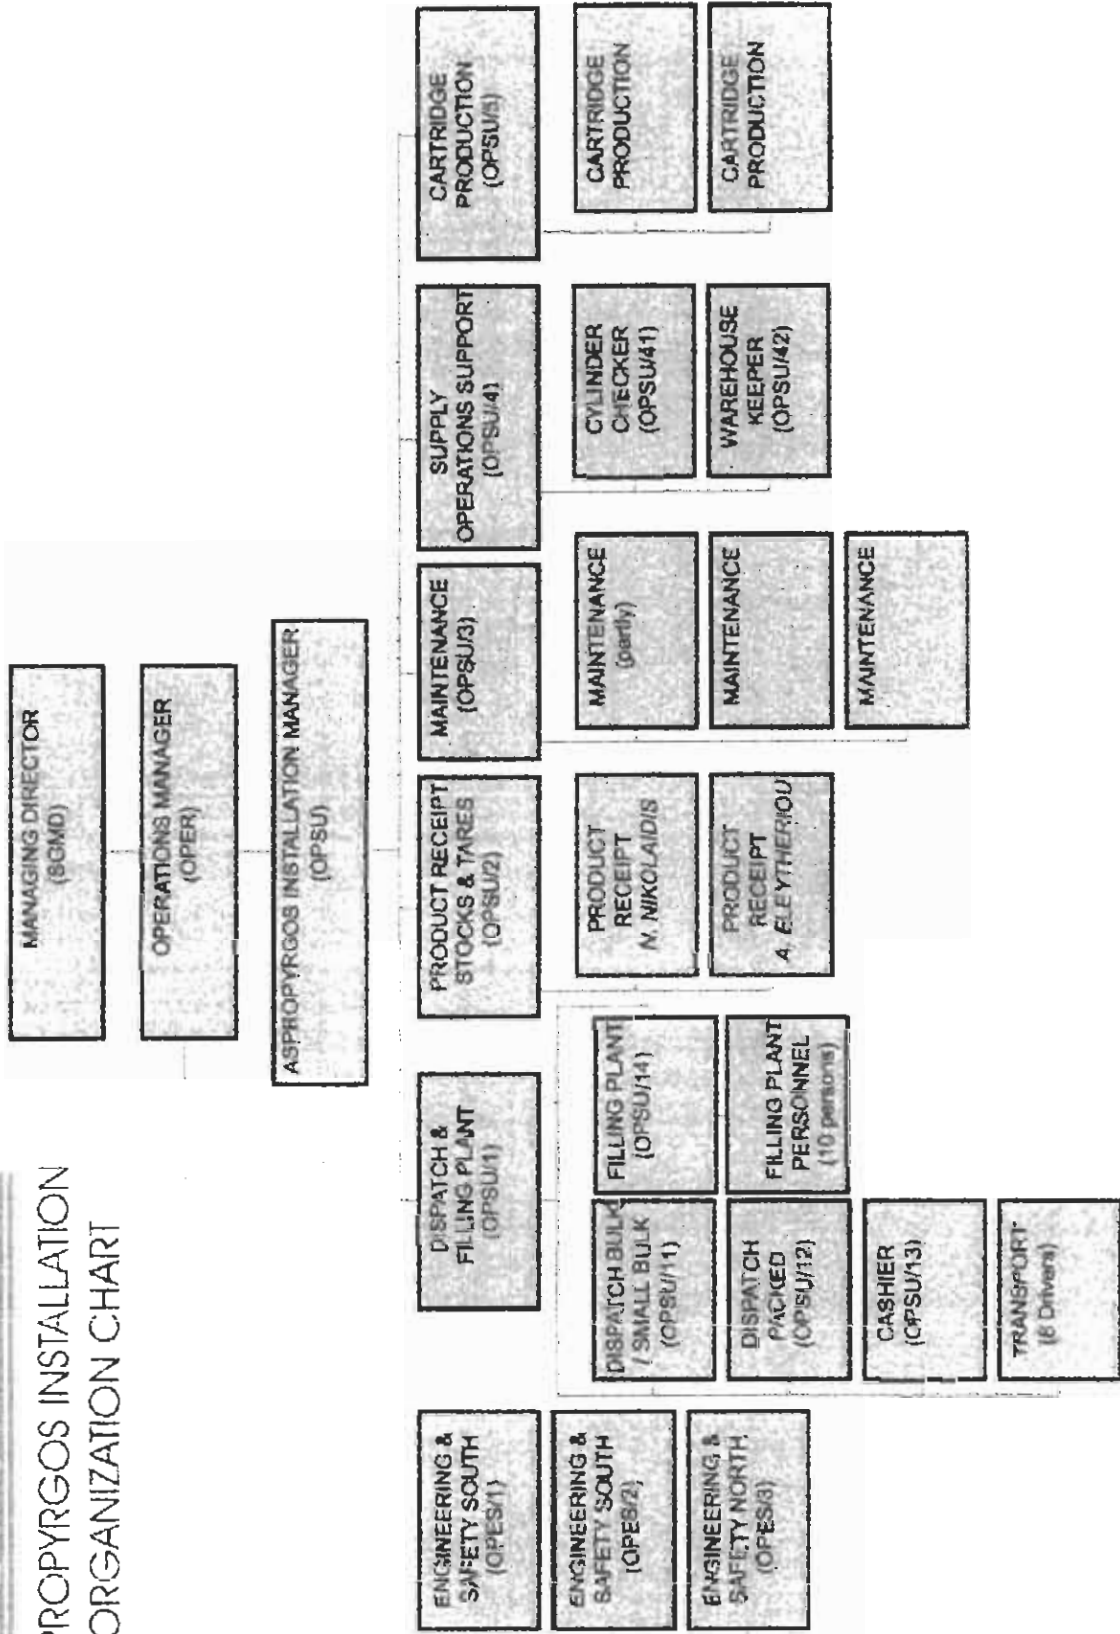 PROPYRGOS INSTALLATION
ORGANIZATION CHART
MANAGING DIRECTOR
(SGMD)
OPERATIONS MANAGER
(OPER)
ASPROPYRGOS INSTALLATION MANAGER
(OPSU)
ENGINEERING &
SAFETY SOUTH
(OPES/1)
ENGINEERING &
SAFETY SOUTH
(OPES/2)
ENGINEERING &
SAFETY NORTH
(OPES/3)
DISPATCH &
FILLING PLANT
(OPSU/1)
DISPATCH BULK
/ SMALL BULK
(OPSU/11)
DISPATCH
PACKED
(OPSU/12)
CASHIER
(OPSU/13)
TRANSPORT
(8 Drivers)
FILLING PLANT
(OPSU/14)
FILLING PLANT
PERSONNEL
(10 persons)
PRODUCT RECEIPT
STOCKS & TARES
(OPSU/2)
PRODUCT
RECEIPT
N. NIKOLAIDIS
PRODUCT
RECEIPT
A. ELEYTHERIOU
MAINTENANCE
(OPSU/3)
MAINTENANCE
(partly)
MAINTENANCE
MAINTENANCE
SUPPLY
OPERATIONS SUPPORT
(OPSU/4)
CYLINDER
CHECKER
(OPSU/41)
WAREHOUSE
KEEPER
(OPSU/42)
CARTRIDGE
PRODUCTION
(OPSU/5)
CARTRIDGE
PRODUCTION
CARTRIDGE
PRODUCTION